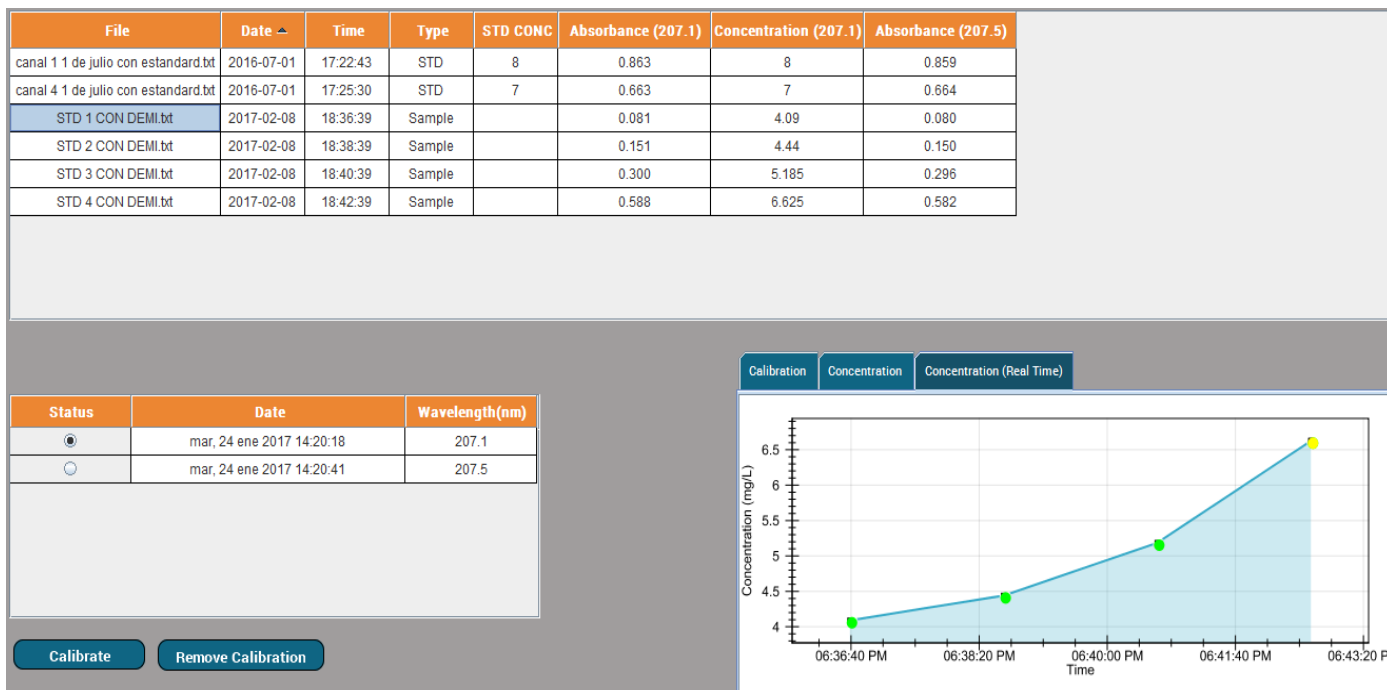 File Date Time Type STD CONC Absorbance (207.1) Concentration (207.1) Absorbance (207.5)
canal 1 1 de julio con estandard.txt 2016-07-01 17:22:43 STD 8 0.863 8 0.859
canal 4 1 de julio con estandard.txt 2016-07-01 17:25:30 STD 7 0.663 7 0.664
STD 1 CON DEMI.txt 2017-02-08 18:36:39 Sample 0.081 4.09 0.080
STD 2 CON DEMI.txt 2017-02-08 18:38:39 Sample 0.151 4.44 0.150
STD 3 CON DEMI.txt 2017-02-08 18:40:39 Sample 0.300 5.185 0.296
STD 4 CON DEMI.txt 2017-02-08 18:42:39 Sample 0.588 6.625 0.582
Status Date Wavelength(nm)
mar, 24 ene 2017 14:20:18 207.1
mar, 24 ene 2017 14:20:41 207.5
Calibrate Remove Calibration
Calibration Concentration Concentration (Real Time)
Concentration (mg/L)
6.5
6
5.5
5
4.5
4
06:36:40 PM 06:38:20 PM 06:40:00 PM 06:41:40 PM 06:43:20 P
Time